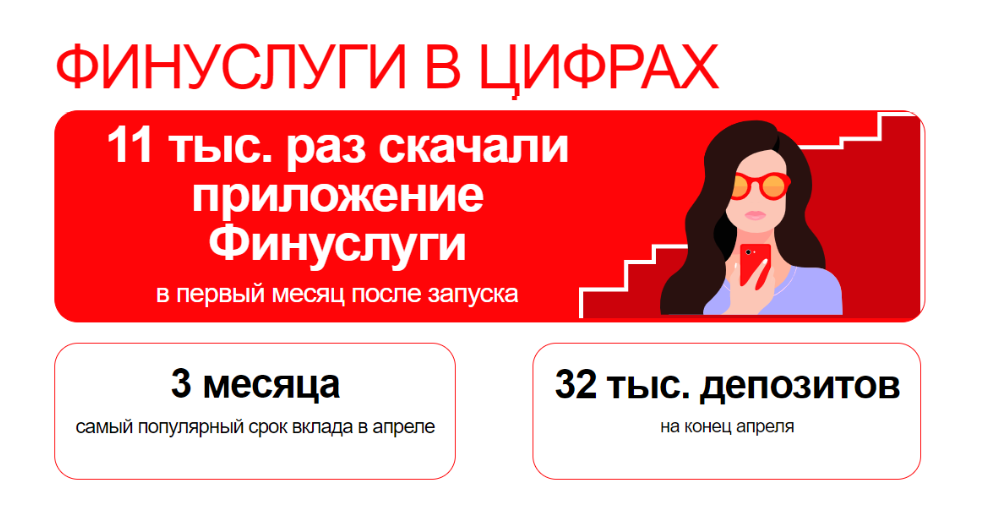 ФИНУСЛУГИ В ЦИФРАХ
11 тыс. раз скачали
приложение
Финуслуги
в первый месяц после запуска
3 месяца
самый популярный срок вклада в апреле
32 тыс. депозитов
на конец апреля